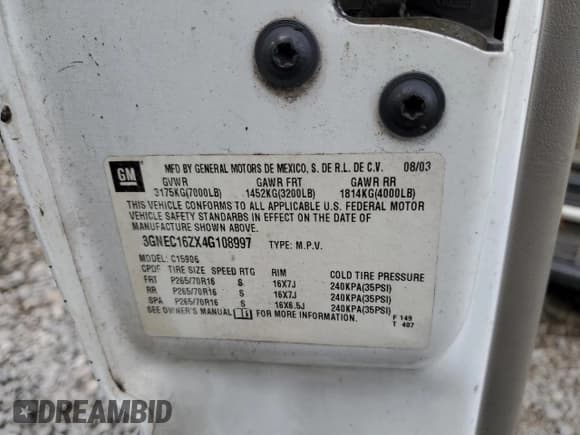 GM
MFD BY GENERAL MOTORS DE MEXICO, S. DE R.L. DE C.V. 08/03
GVWR GAWR FRT GAWR RR
3175KG(7000LB) 1452KG(3200LB) 1814KG(4000LB)
THIS VEHICLE CONFORMS TO ALL APPLICABLE U.S. FEDERAL MOTOR
VEHICLE SAFETY STANDARDS IN EFFECT ON THE DATE OF
MANUFACTURE SHOWN ABOVE.
3GNEC16ZX4G108997 TYPE: M.P.V.
MODEL: C15906
CPDF TIRE SIZE SPEED RTG RIM COLD TIRE PRESSURE
FRT P265/70R16 S 16X7J 240KPA(35PSI)
RR P265/70R16 S 16X7J 240KPA(35PSI)
SPA P265/70R16 S 16X6.5J 240KPA(35PSI)
SEE OWNER'S MANUAL FOR MORE INFORMATION. F 149
T 407
DREAMBID